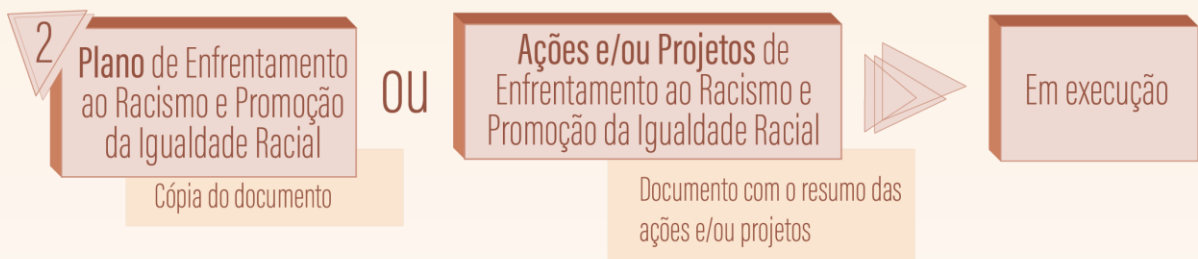 2
Plano de Enfrentamento
ao Racismo e Promoção
da Igualdade Racial
Cópia do documento
ou
Ações e/ou Projetos de
Enfrentamento ao Racismo e
Promoção da Igualdade Racial
Documento com o resumo das
ações e/ou projetos
Em execução